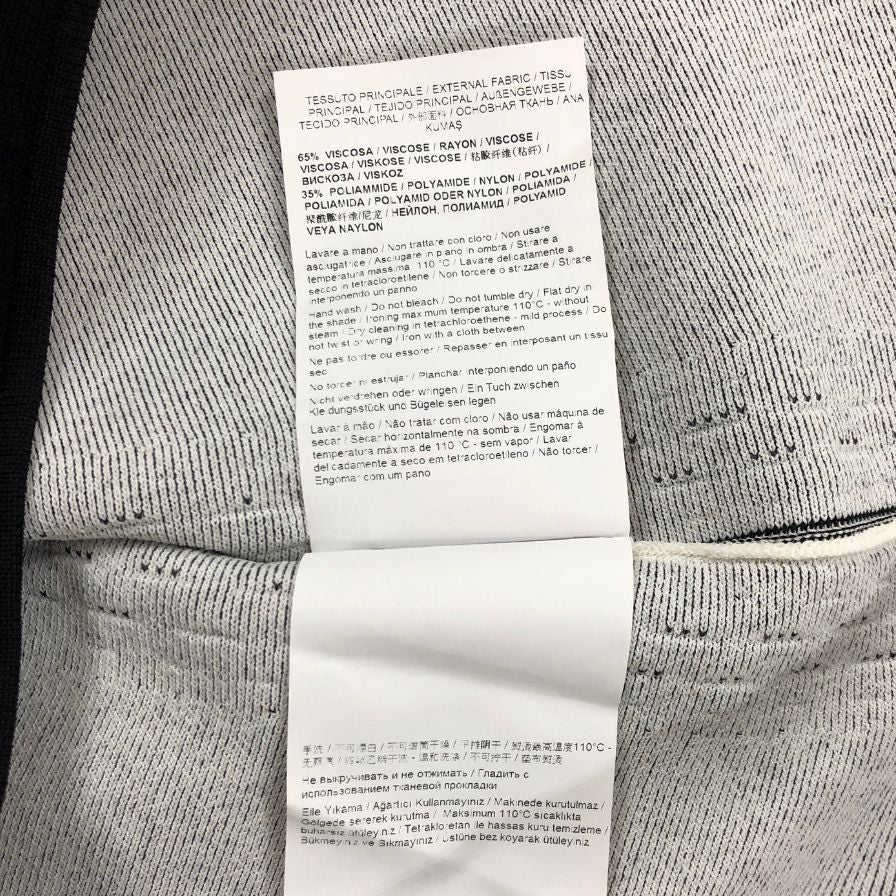 TESSUTO PRINCIPALE / EXTERNAL FABRIC / TISSU
PRINCIPAL / TEJIDO PRINCIPAL / AUßENGEWEBE /
TECIDO PRINCIPAL / 外部面料 / ОСНОВНАЯ ТКАНЬ / ANA
KUMAŞ
65% VISCOSA / VISCOSE / RAYON / VISCOSE /
VISCOSA / VISKOSE / VISCOSE / 粘胶纤维(粘纤) /
ВИСКОЗА / VISKOZ
35% POLIAMMIDE / POLYAMIDE / NYLON / POLYAMIDE /
POLIAMIDA / POLYAMID ODER NYLON / POLIAMIDA /
聚酰胺纤维/尼龙 / НЕЙЛОН, ПОЛИАМИД / POLYAMID
VEYA NAYLON
Lavare a mano / Non trattare con cloro / Non usare
asciugatrice / Asciugare in piano in ombra / Stirare a
temperatura massima 110 °C / Lavare delicatamente a
secco in tetracloroetilene / Non torcere o strizzare / Stirare
interponendo un panno
Hand wash / Do not bleach / Do not tumble dry / Flat dry in
the shade / Ironing maximum temperature 110°C - without
steam / Dry cleaning in tetrachloroethene - mild process / Do
not twist or wring / Iron with a cloth between
Ne pas tordre ou essorer / Repasser en interposant un tissu
sec
No torcer ni estrujar / Planchar interponiendo un paño
Nicht verdrehen oder wringen / Ein Tuch zwischen
Kleidungsstück und Bügeleisen legen
Lavar à mão / Não tratar com cloro / Não usar máquina de
secar / Secar horizontalmente na sombra / Engomar à
temperatura máxima de 110 °C - sem vapor / Lavar
delicadamente a seco em tetracloroetileno / Não torcer /
Engomar com um pano
手洗 / 不可漂白 / 不可滚筒干燥 / 平摊阴干 / 熨烫最高温度110°C -
无蒸汽 / 四氯乙烯干洗 - 温和洗涤 / 不可拧干 / 垫布熨烫
Не выкручивать и не отжимать / Гладить с
использованием тканевой прокладки
Elle Yıkama / Ağartıcı Kullanmayınız / Makinede kurutulmaz /
Gölgede sererek kurutma / Maksimum 110°C sıcaklıkta
buharsız ütüleyiniz / Tetrakloretan ile hassas kuru temizleme /
Sıkmeyiniz ve Sıkmayınız / Üstüne bez koyarak ütüleyiniz